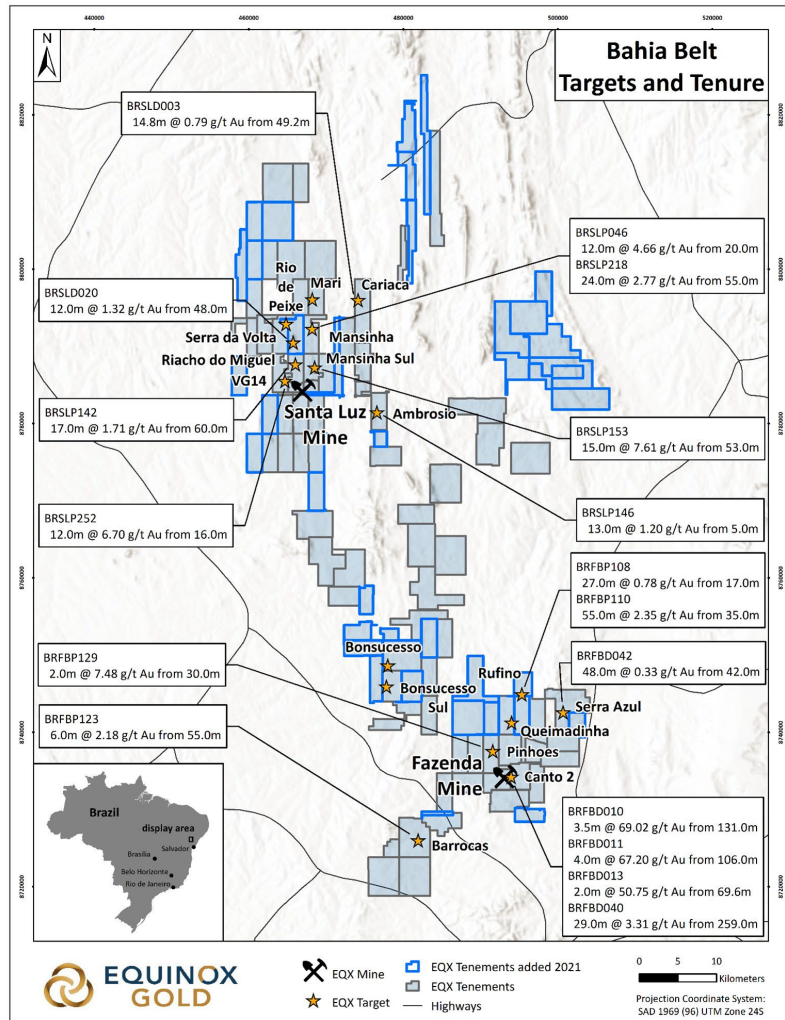 440000
460000
480000
500000
520000
N
Bahia Belt
Targets and Tenure
8820000
8820000
BRSLD003
14.8m @ 0.79 g/t Au from 49.2m
BRSLP046
12.0m @ 4.66 g/t Au from 20.0m
BRSLP218
24.0m @ 2.77 g/t Au from 55.0m
8800000
8800000
Rio
de
Peixe
Mari
Cariaca
BRSLD020
12.0m @ 1.32 g/t Au from 48.0m
Serra da Volta
Mansinha
Riacho do Miguel
Mansinha Sul
VG14
Santa Luz
Mine
Ambrosio
8780000
8780000
BRSLP142
17.0m @ 1.71 g/t Au from 60.0m
BRSLP153
15.0m @ 7.61 g/t Au from 53.0m
BRSLP252
12.0m @ 6.70 g/t Au from 16.0m
BRSLP146
13.0m @ 1.20 g/t Au from 5.0m
8760000
8760000
BRFBP108
27.0m @ 0.78 g/t Au from 17.0m
BRFBP110
55.0m @ 2.35 g/t Au from 35.0m
BRFBP129
2.0m @ 7.48 g/t Au from 30.0m
Bonsucesso
Bonsucesso
Sul
Rufino
BRFBD042
48.0m @ 0.33 g/t Au from 42.0m
Serra Azul
BRFBP123
6.0m @ 2.18 g/t Au from 55.0m
Queimadinha
8740000
8740000
Pinhoes
Fazenda
Mine
Canto 2
Barrocas
Brazil
display area
Salvador
Brasilia
Belo Horizonte
Rio de Janeiro
BRFBD010
3.5m @ 69.02 g/t Au from 131.0m
BRFBD011
4.0m @ 67.20 g/t Au from 106.0m
BRFBD013
2.0m @ 50.75 g/t Au from 69.6m
BRFBD040
29.0m @ 3.31 g/t Au from 259.0m
8720000
8720000
EQUINOX
GOLD
EQX Mine
EQX Target
EQX Tenements added 2021
EQX Tenements
Highways
0 5 10
Kilometers
Projection Coordinate System:
SAD 1969 (96) UTM Zone 24S